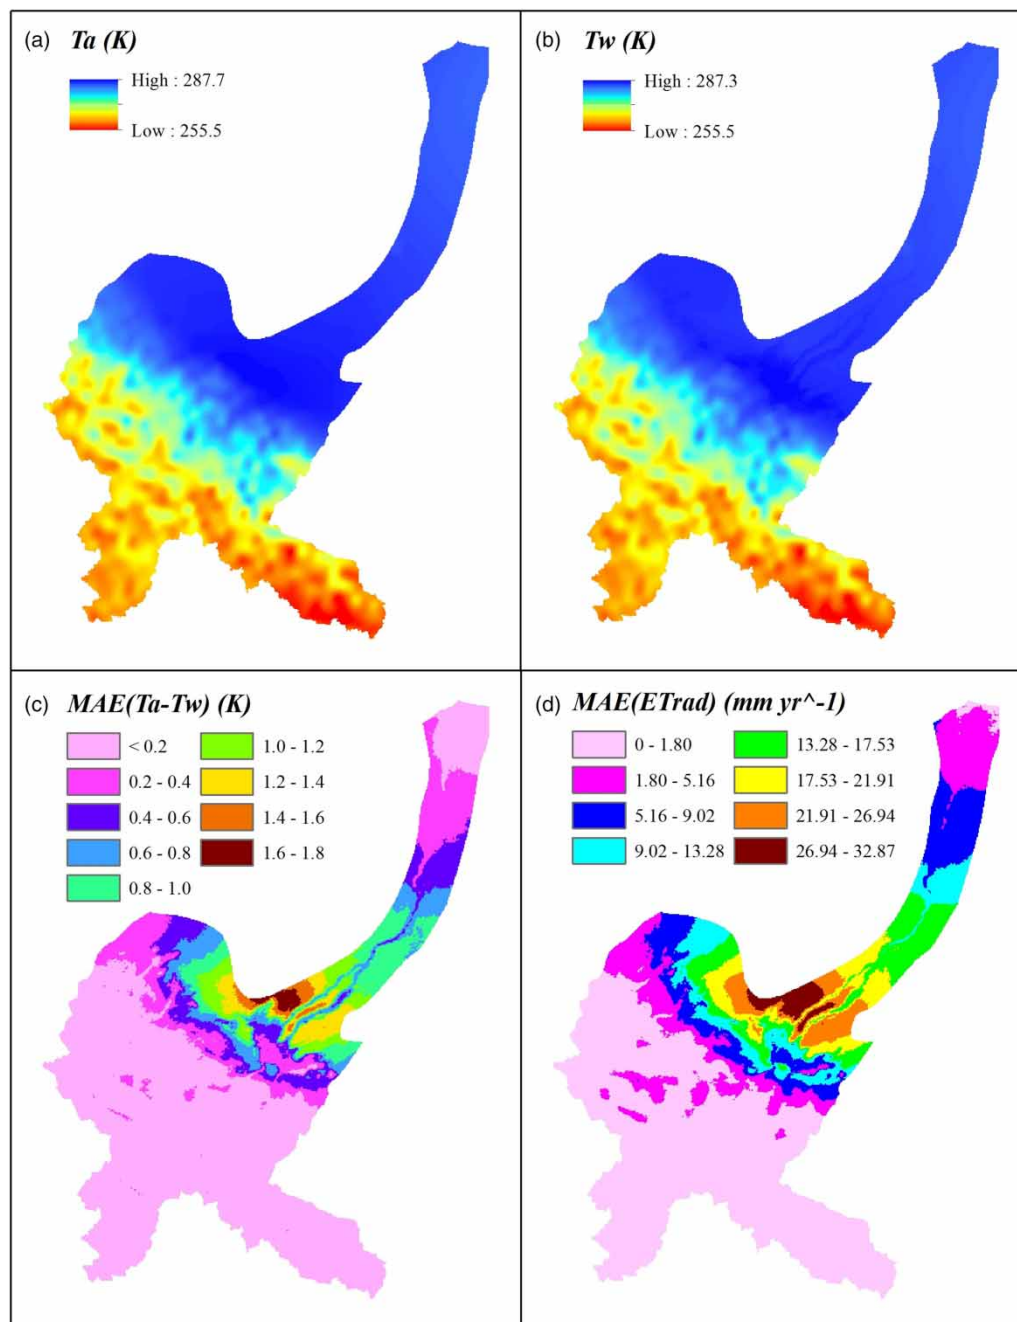 (a) Ta (K)
High : 287.7
Low : 255.5
(b) Tw (K)
High : 287.3
Low : 255.5
(c) MAE(Ta-Tw) (K)
< 0.2
0.2 - 0.4
0.4 - 0.6
0.6 - 0.8
0.8 - 1.0
1.0 - 1.2
1.2 - 1.4
1.4 - 1.6
1.6 - 1.8
(d) MAE(ETrad) (mm yr^-1)
0 - 1.80
1.80 - 5.16
5.16 - 9.02
9.02 - 13.28
13.28 - 17.53
17.53 - 21.91
21.91 - 26.94
26.94 - 32.87